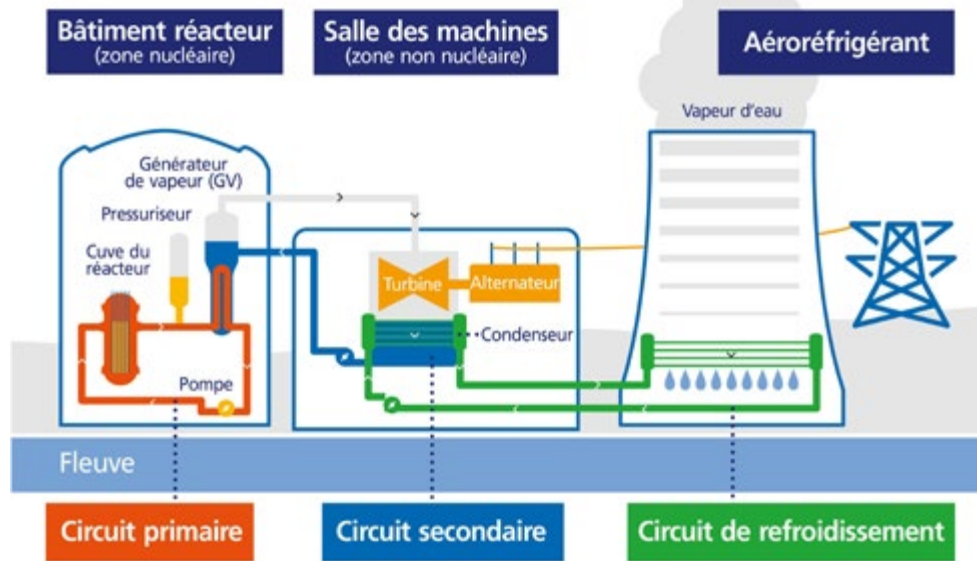 Bâtiment réacteur
(zone nucléaire)
Salle des machines
(zone non nucléaire)
Aéroréfrigérant
Vapeur d'eau
Générateur
de vapeur (GV)
Pressuriseur
Cuve du
réacteur
Turbine
Alternateur
Condenseur
Pompe
Fleuve
Circuit primaire
Circuit secondaire
Circuit de refroidissement